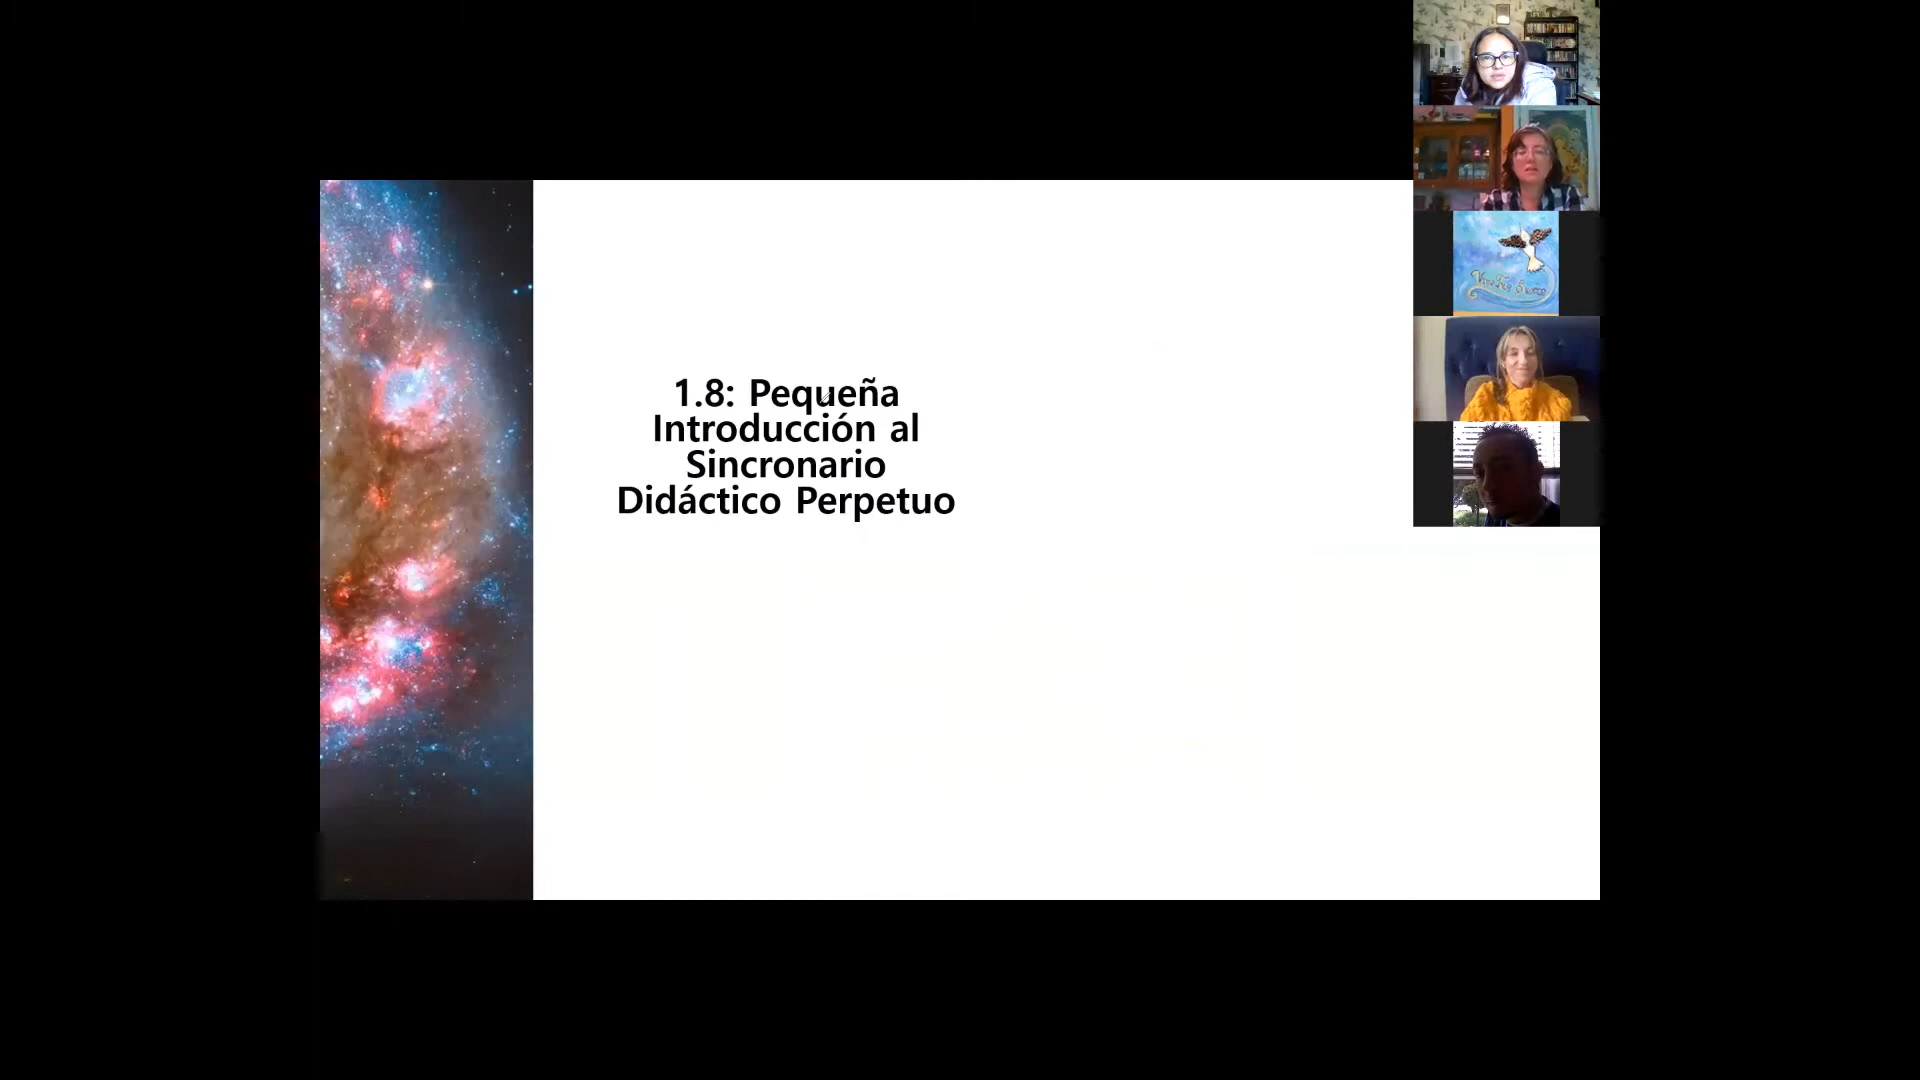 1.8: Pequeña
Introducción al
Sincronario
Didáctico Perpetuo